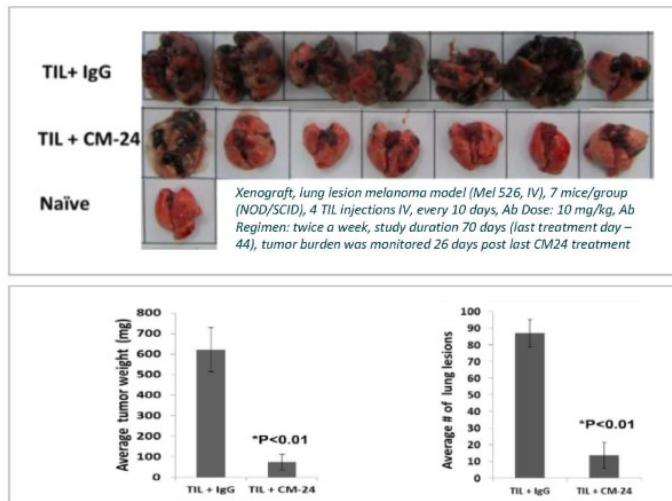 TIL+ IgG
TIL + CM-24
Naïve
Xenograft, lung lesion melanoma model (Mel 526, IV), 7 mice/group
(NOD/SCID), 4 TIL injections IV, every 10 days, Ab Dose: 10 mg/kg, Ab
Regimen: twice a week, study duration 70 days (last treatment day –
44), tumor burden was monitored 26 days post last CM24 treatment
Average tumor weight (mg)
800
700
600
500
400
300
200
100
0
*P<0.01
TIL + IgG TIL + CM-24
Average # of lung lesions
100
90
80
70
60
50
40
30
20
10
0
*P<0.01
TIL + IgG TIL + CM-24